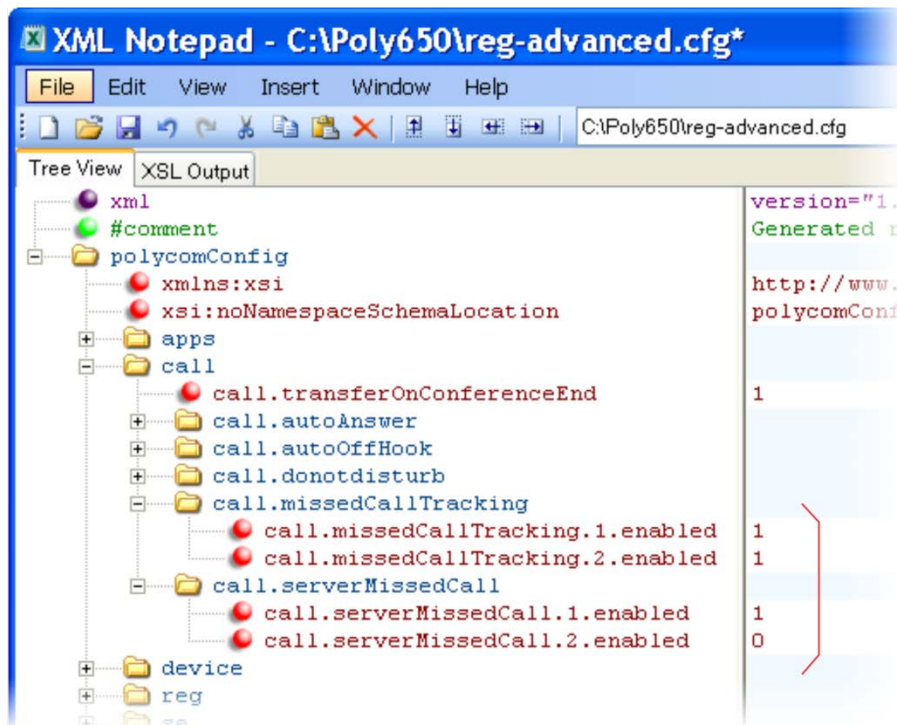 XML Notepad - C:\Poly650\reg-advanced.cfg*
File Edit View Insert Window Help
C:\Poly650\reg-advanced.cfg
Tree View XSL Output
xml version="1.
#comment Generated
polycomConfig
xmlns:xsi http://www.
xsi:noNamespaceSchemaLocation polycomConf
apps
call
call.transferOnConferenceEnd 1
call.autoAnswer
call.autoOffHook
call.donotdisturb
call.missedCallTracking
call.missedCallTracking.1.enabled 1
call.missedCallTracking.2.enabled 1
call.serverMissedCall
call.serverMissedCall.1.enabled 1
call.serverMissedCall.2.enabled 0
device
reg